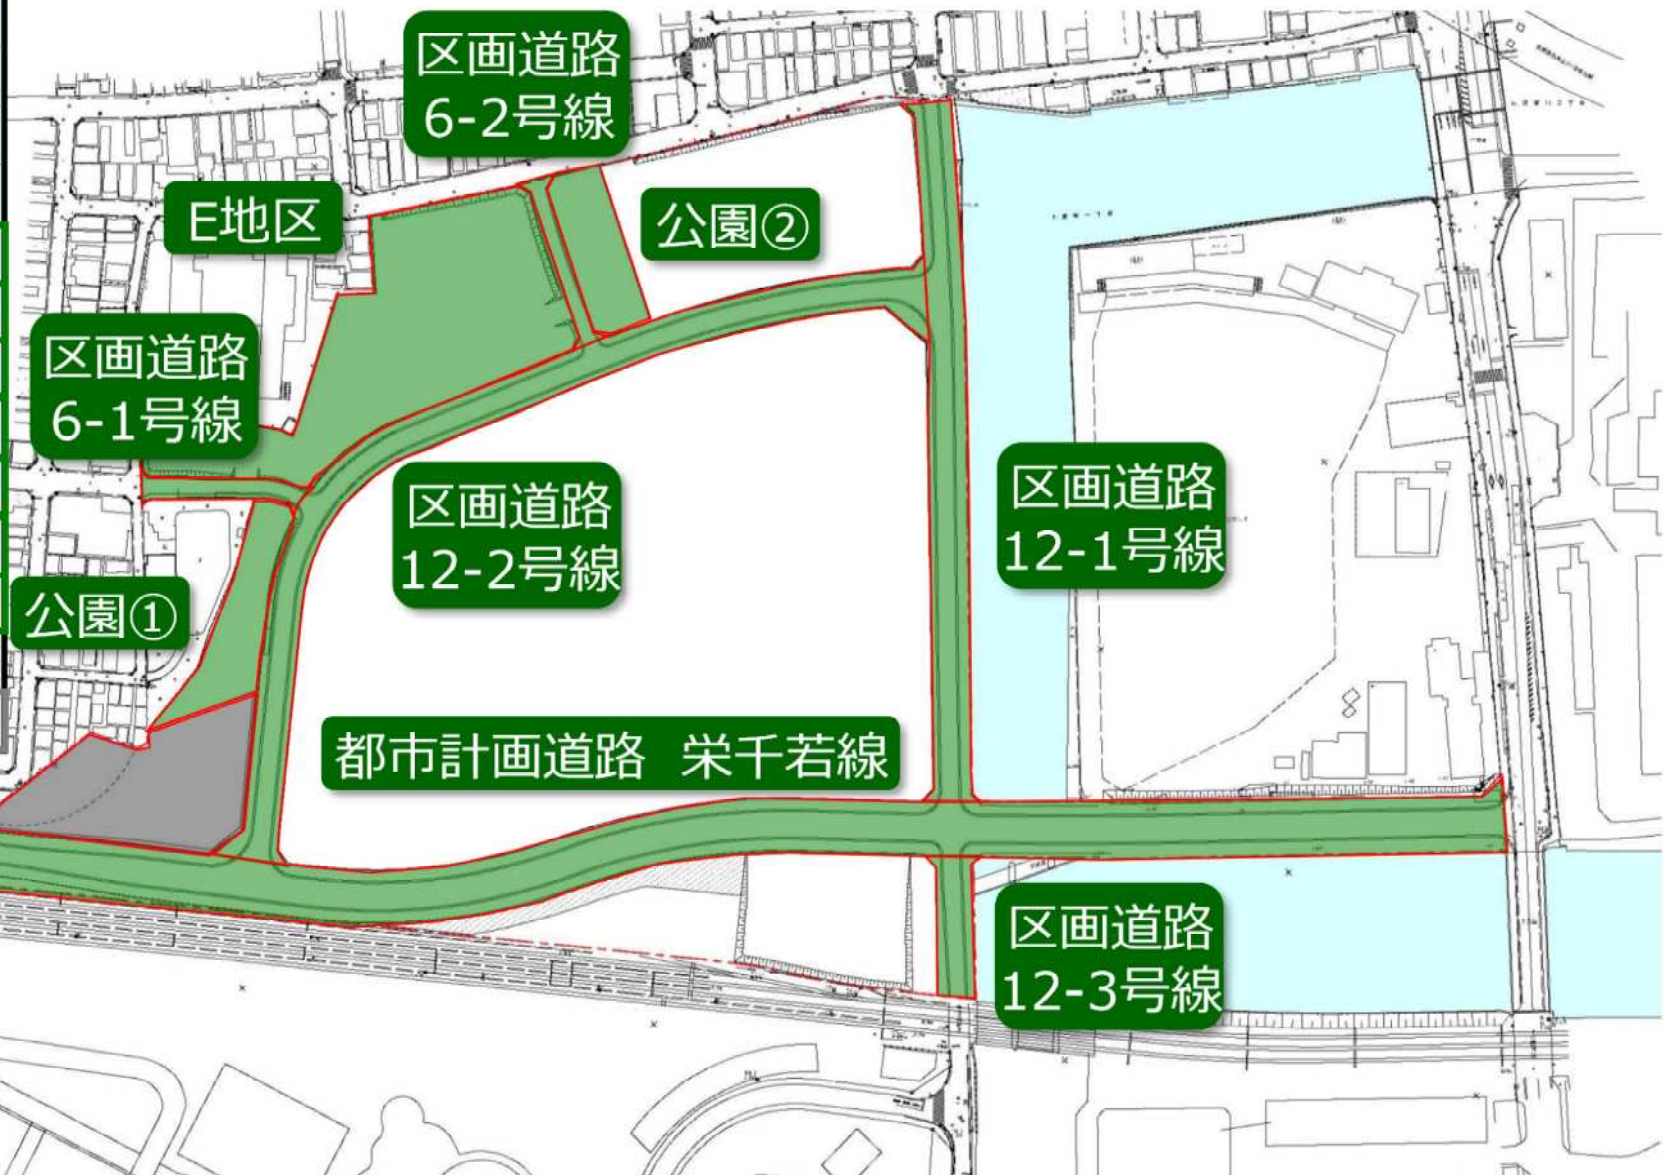 区画道路
6-2号線
E地区
公園②
区画道路
6-1号線
区画道路
12-2号線
区画道路
12-1号線
公園①
都市計画道路 栄千若線
区画道路
12-3号線